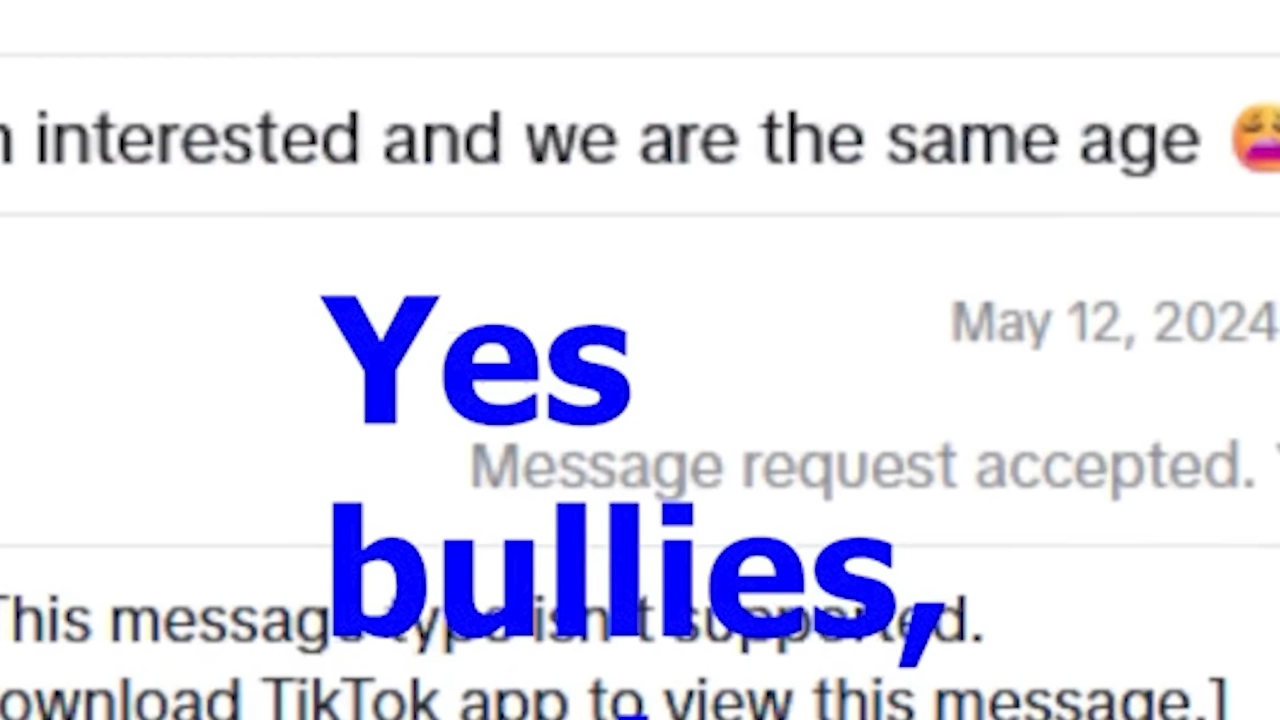 interested and we are the same age 😩
May 12, 2024
Yes
Message request accepted.
bullies,
This message type isn't supported.
ownload TikTok app to view this message.]